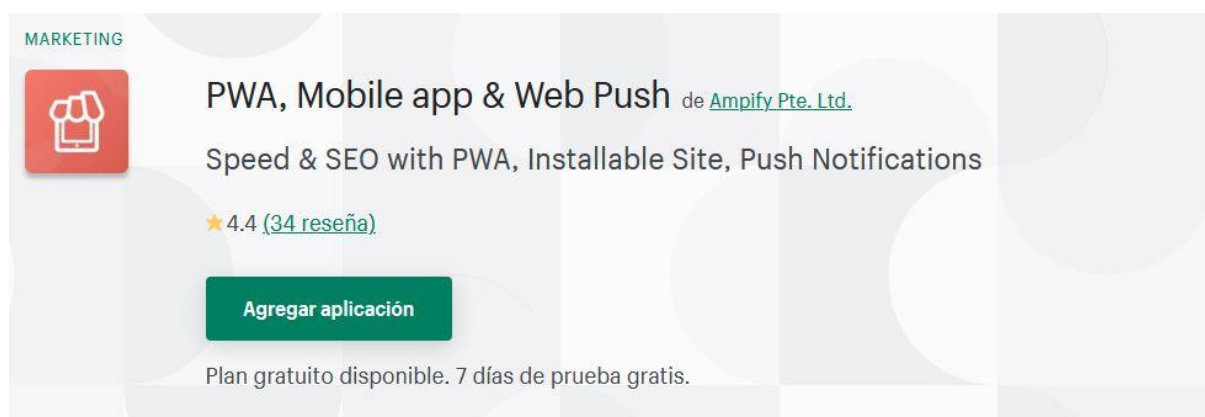 MARKETING
PWA, Mobile app & Web Push de Ampify Pte. Ltd.
Speed & SEO with PWA, Installable Site, Push Notifications
4.4 (34 reseña)
Agregar aplicación
Plan gratuito disponible. 7 días de prueba gratis.